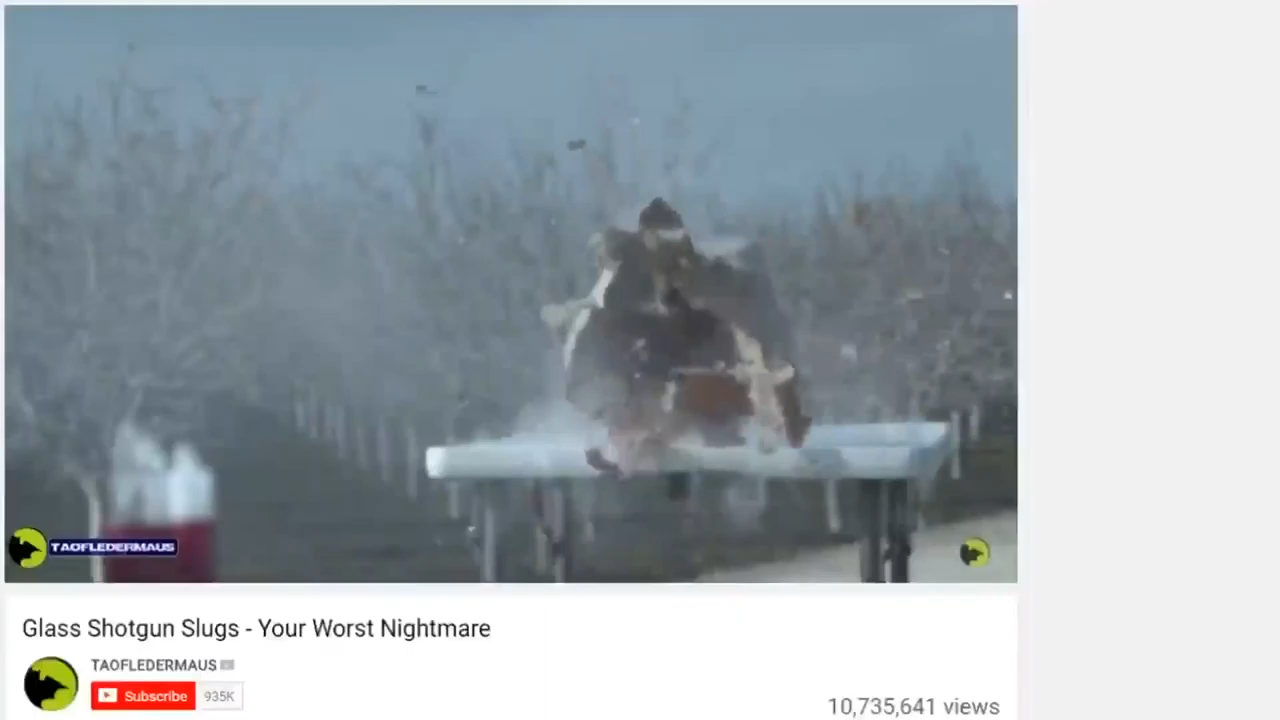 TAOFLEDERMAUS
Glass Shotgun Slugs - Your Worst Nightmare
TAOFLEDERMAUS
Subscribe 935K
10,735,641 views